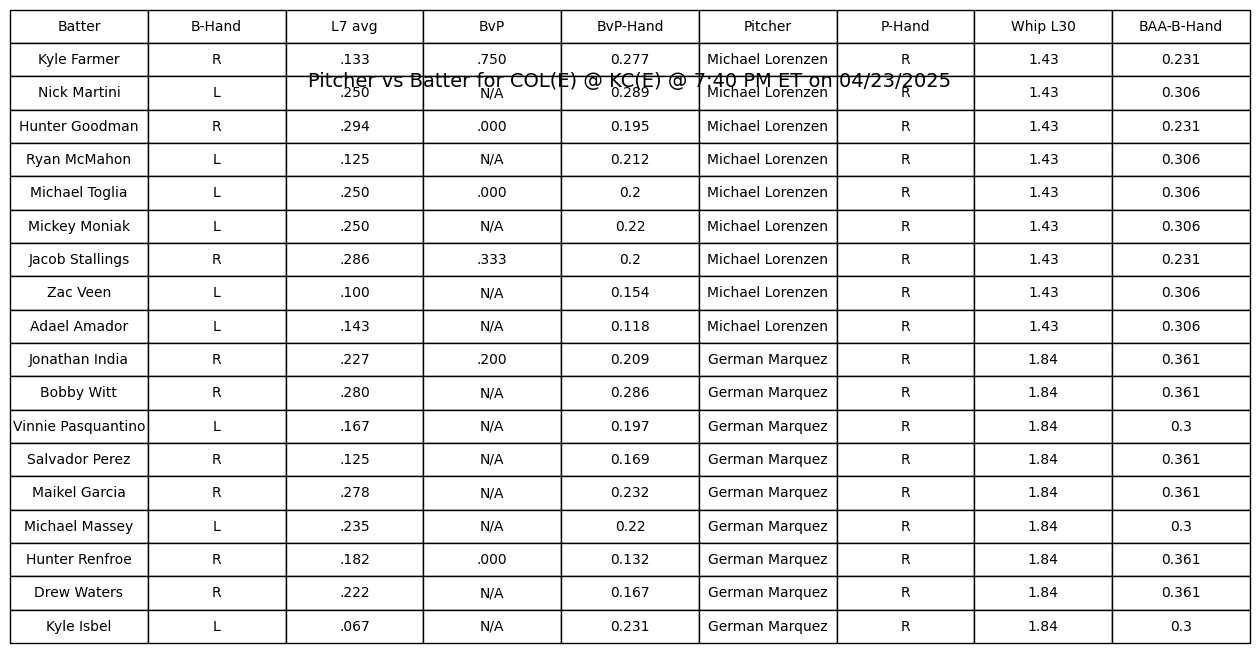 Batter B-Hand L7 avg BvP BvP-Hand Pitcher P-Hand Whip L30 BAA-B-Hand
Kyle Farmer R .133 .750 0.277 Michael Lorenzen R 1.43 0.231
Pitcher vs Batter for COL(E) @ KC(E) @ 7:40 PM ET on 04/23/2025
Nick Martini L .250 N/A 0.289 Michael Lorenzen R 1.43 0.306
Hunter Goodman R .294 .000 0.195 Michael Lorenzen R 1.43 0.231
Ryan McMahon L .125 N/A 0.212 Michael Lorenzen R 1.43 0.306
Michael Toglia L .250 .000 0.2 Michael Lorenzen R 1.43 0.306
Mickey Moniak L .250 N/A 0.22 Michael Lorenzen R 1.43 0.306
Jacob Stallings R .286 .333 0.2 Michael Lorenzen R 1.43 0.231
Zac Veen L .100 N/A 0.154 Michael Lorenzen R 1.43 0.306
Adael Amador L .143 N/A 0.118 Michael Lorenzen R 1.43 0.306
Jonathan India R .227 .200 0.209 German Marquez R 1.84 0.361
Bobby Witt R .280 N/A 0.286 German Marquez R 1.84 0.361
Vinnie Pasquantino L .167 N/A 0.197 German Marquez R 1.84 0.3
Salvador Perez R .125 N/A 0.169 German Marquez R 1.84 0.361
Maikel Garcia R .278 N/A 0.232 German Marquez R 1.84 0.361
Michael Massey L .235 N/A 0.22 German Marquez R 1.84 0.3
Hunter Renfroe R .182 .000 0.132 German Marquez R 1.84 0.361
Drew Waters R .222 N/A 0.167 German Marquez R 1.84 0.361
Kyle Isbel L .067 N/A 0.231 German Marquez R 1.84 0.3